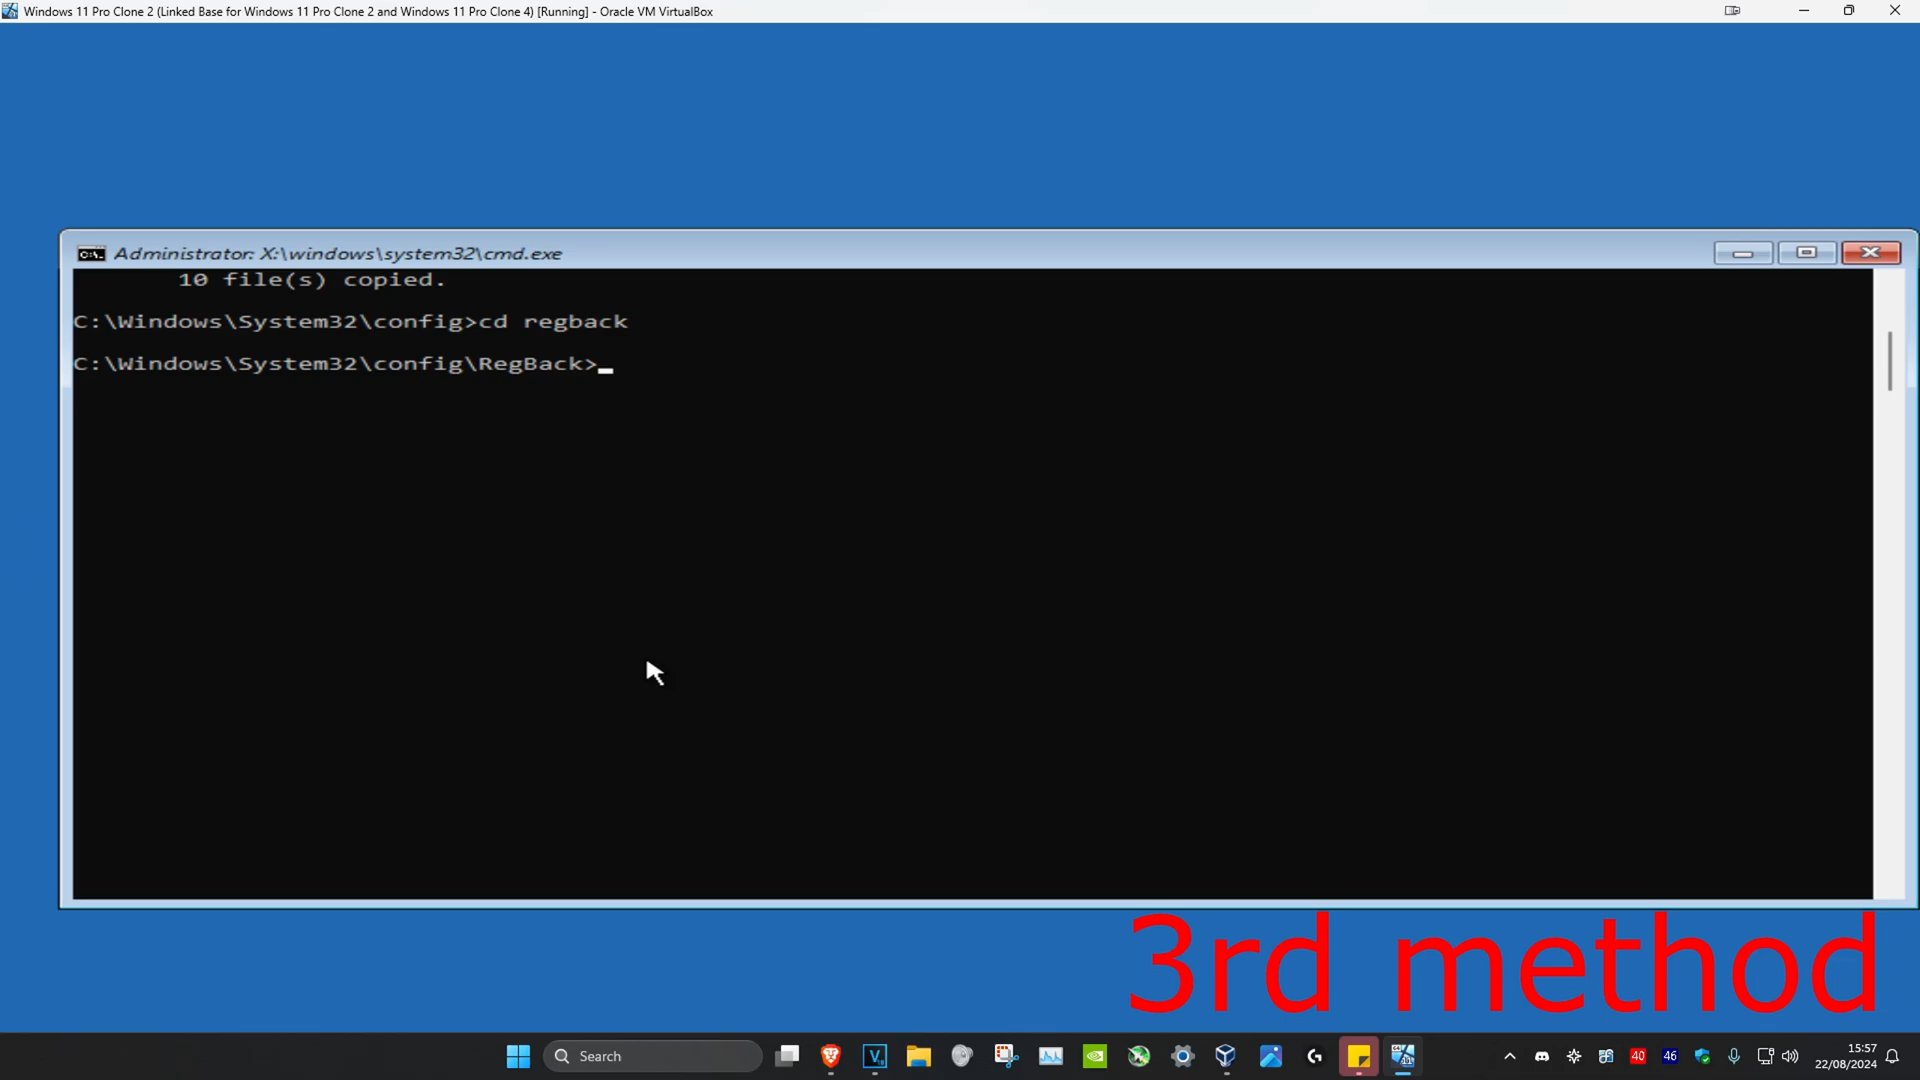 Windows 11 Pro Clone 2 (Linked Base for Windows 11 Pro Clone 2 and Windows 11 Pro Clone 4) [Running] - Oracle VM VirtualBox
Administrator: X:\windows\system32\cmd.exe
10 file(s) copied.
C:\Windows\System32\config>cd regback
C:\Windows\System32\config\RegBack>
3rd method
Search
40
46
15:57
22/08/2024